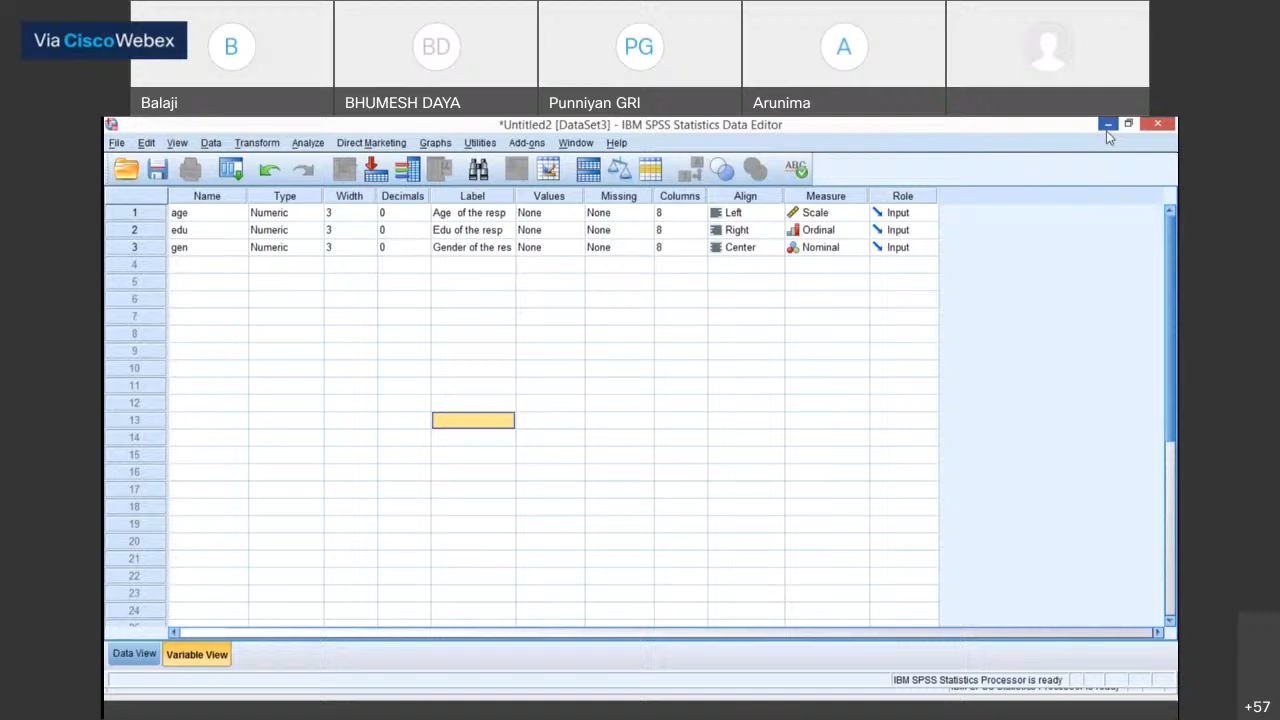 Via CiscoWebex
B
BD
PG
A
Balaji
BHUMESH DAYA
Punniyan GRI
Arunima
*Untitled2 [DataSet3] - IBM SPSS Statistics Data Editor
File Edit View Data Transform Analyze Direct Marketing Graphs Utilities Add-ons Window Help
ABC
Name Type Width Decimals Label Values Missing Columns Align Measure Role
1 age Numeric 3 0 Age of the resp None None 8 Left Scale Input
2 edu Numeric 3 0 Edu of the resp None None 8 Right Ordinal Input
3 gen Numeric 3 0 Gender of the res None None 8 Center Nominal Input
4
5
6
7
8
9
10
11
12
13
14
15
16
17
18
19
20
21
22
23
24
Data View Variable View
IBM SPSS Statistics Processor is ready
+57